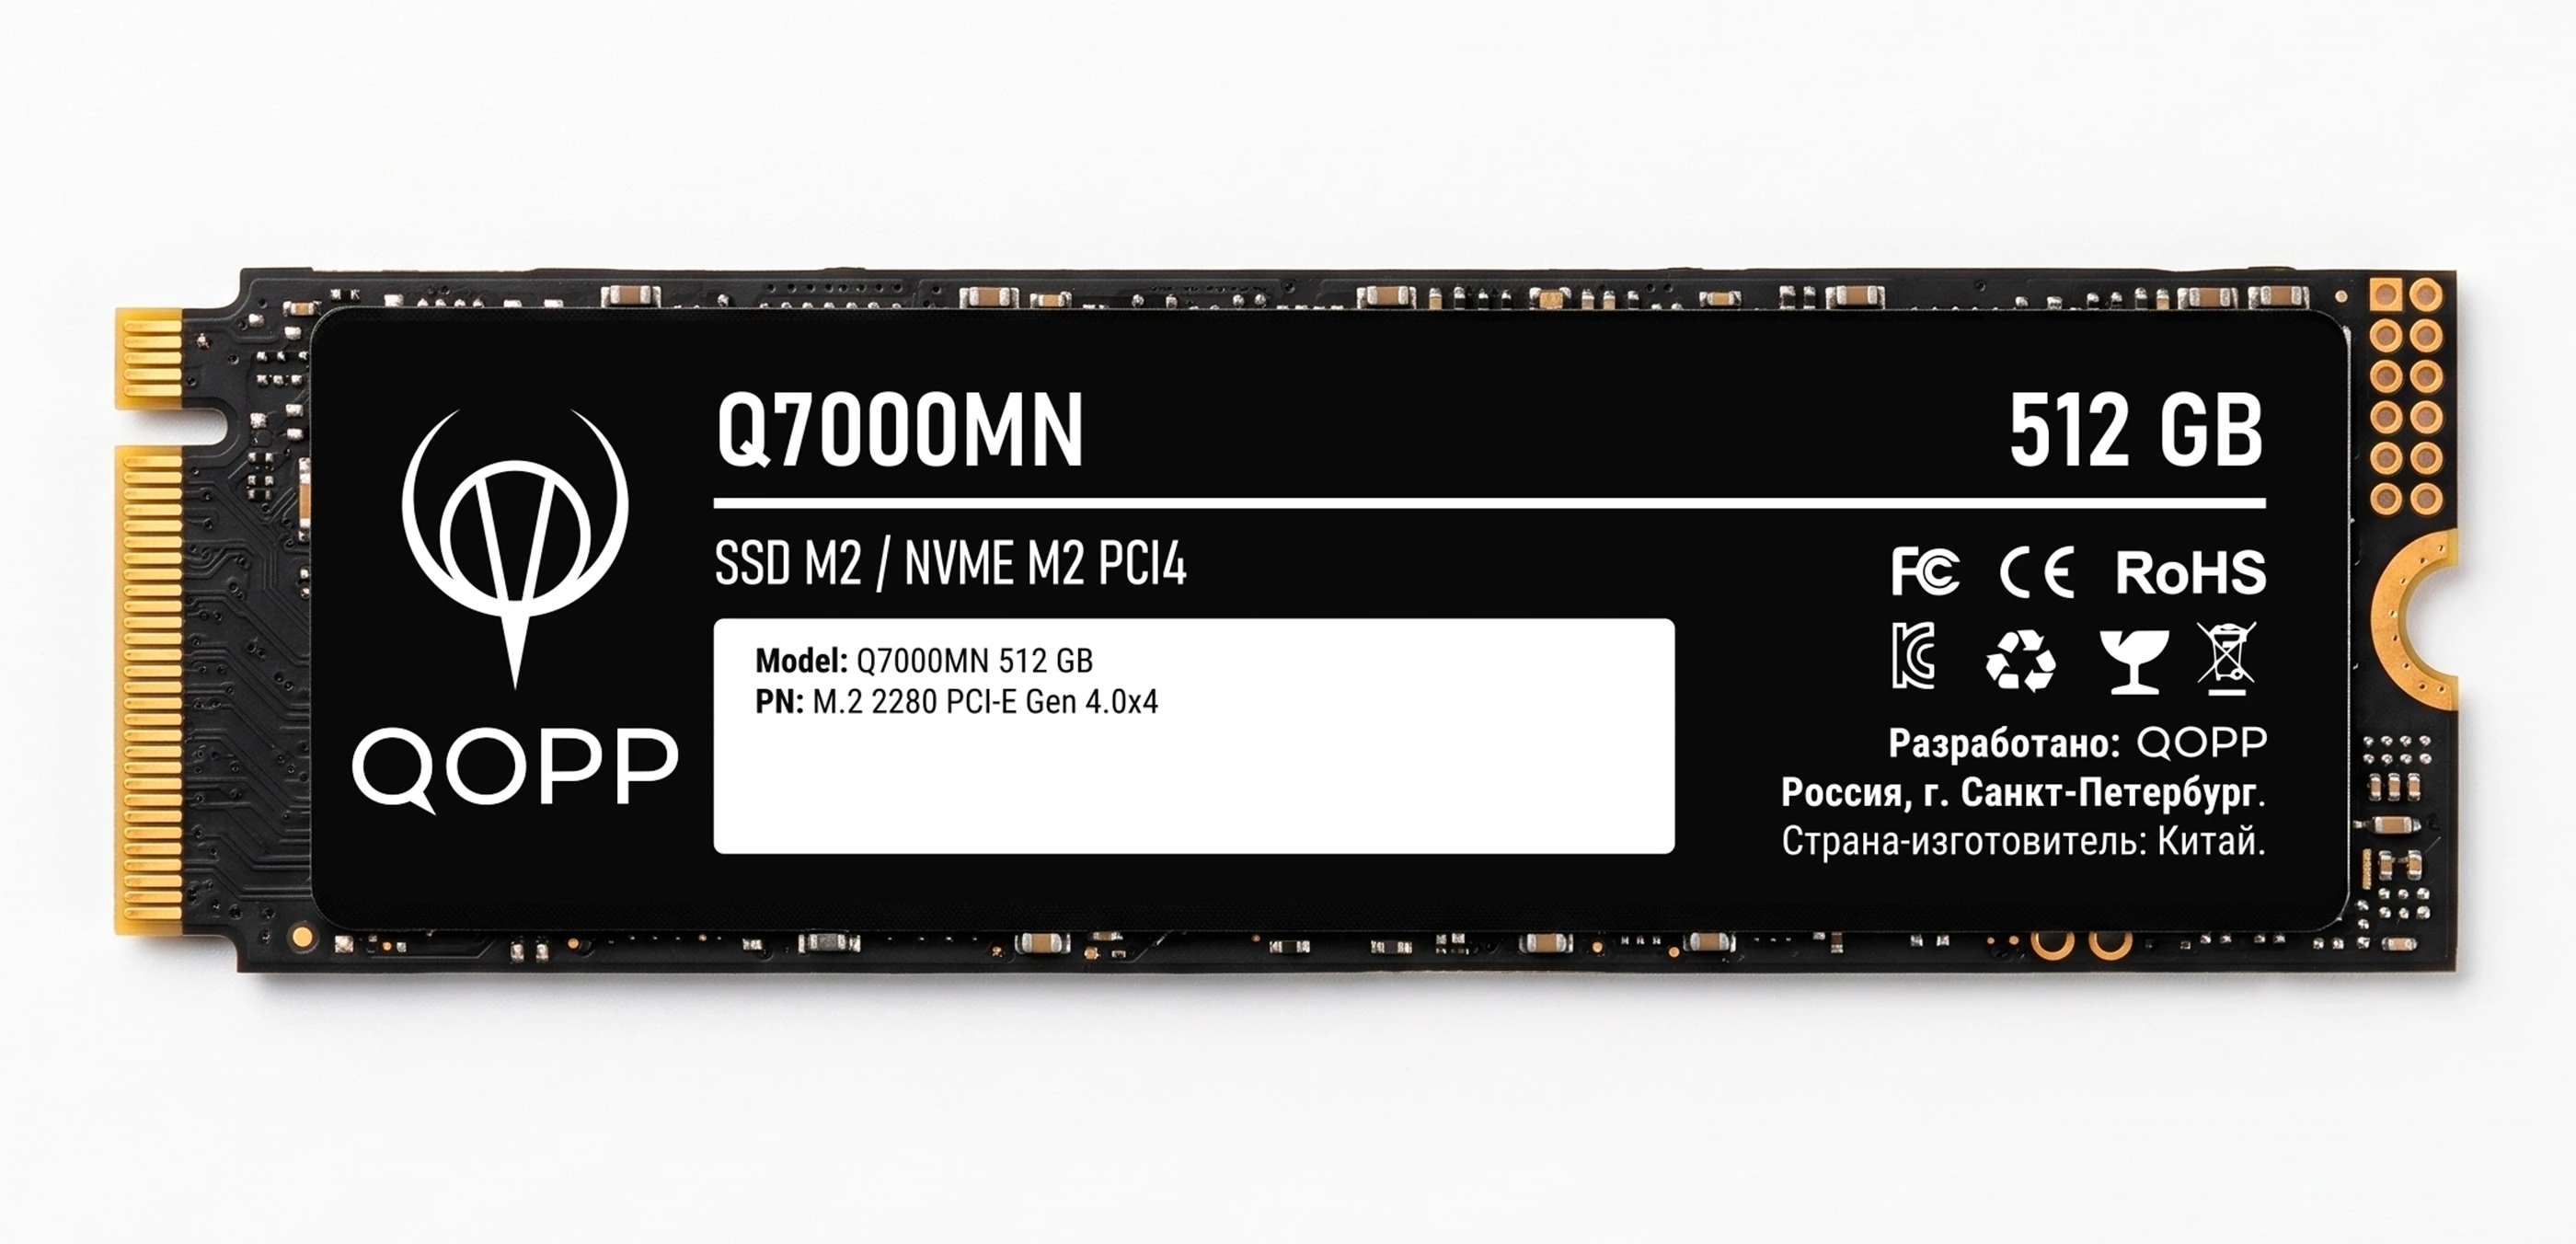 Q7000MN
512 GB
SSD M2 / NVME M2 PCI4
Model: Q7000MN 512 GB
PN: M.2 2280 PCI-E Gen 4.0x4
QOPP
FC CE RoHS
KC
Разработано: QOPP
Россия, г. Санкт-Петербург.
Страна-изготовитель: Китай.